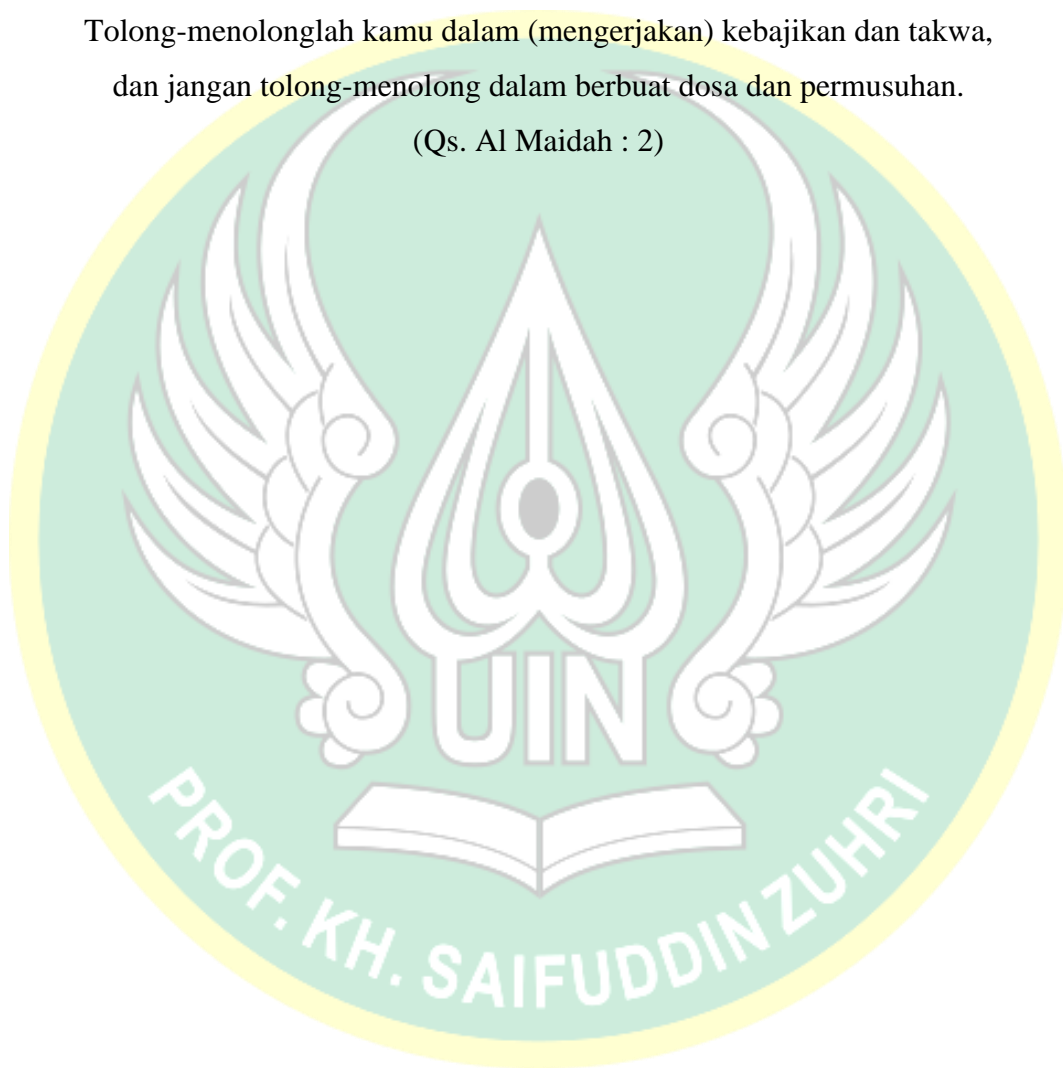 Tolong-menolonglah kamu dalam (mengerjakan) kebajikan dan takwa,
dan jangan tolong-menolong dalam berbuat dosa dan permusuhan.
(Qs. Al Maidah : 2)
UIN
PROF. KH. SAIFUDDIN ZUHRI